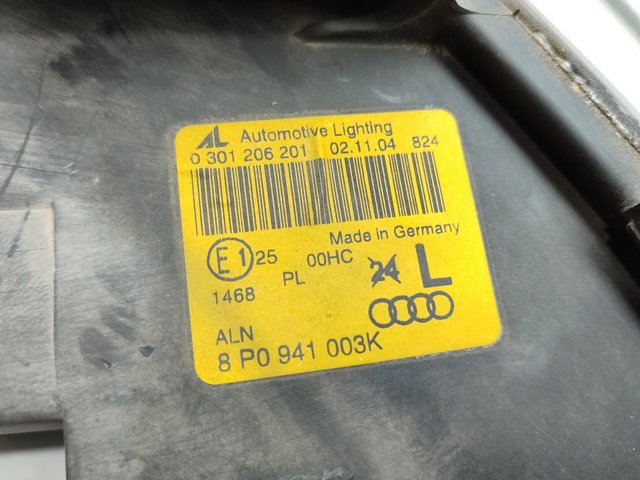 AL Automotive Lighting
0 301 206 201 02.11.04 824
Made in Germany
E1 25 00HC 24 L
1468 PL
ALN
8 P0 941 003K